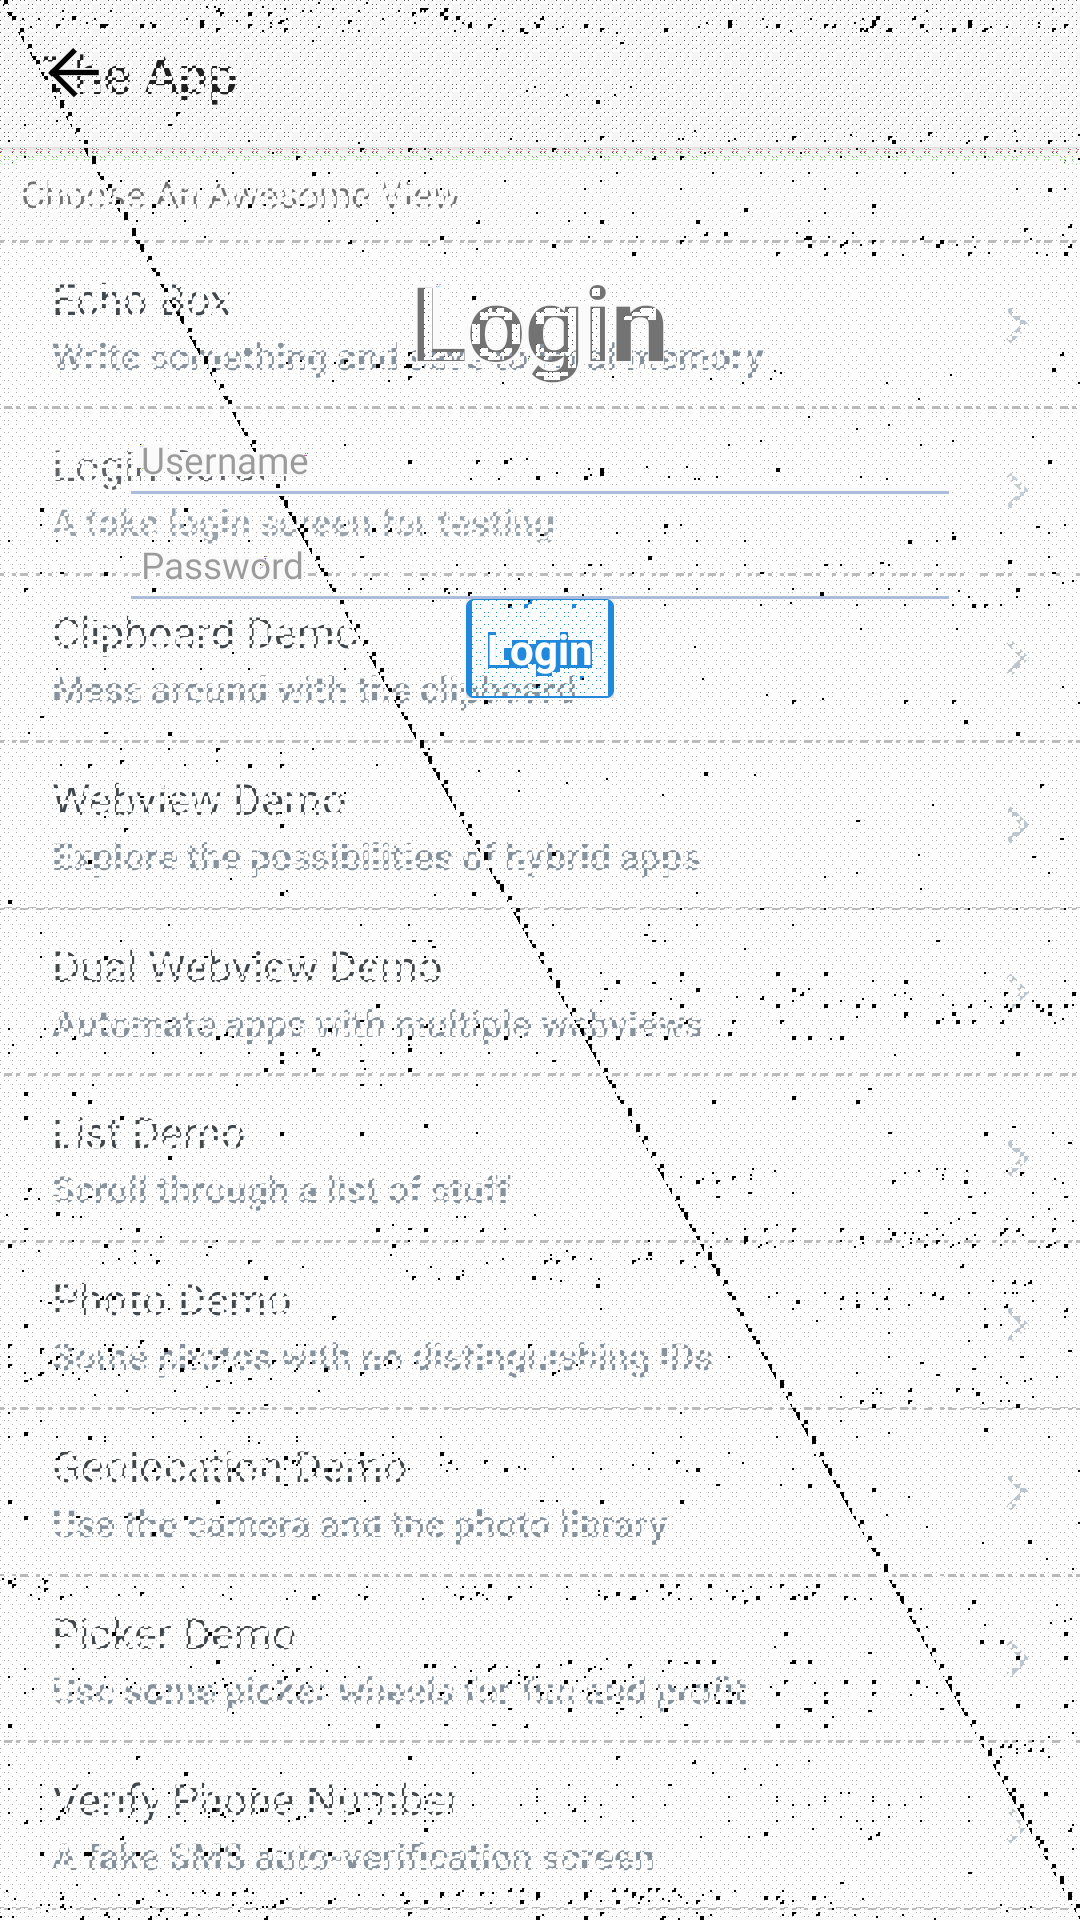 The App
Choose An Awesome View
Echo Box
Login
Write something and save to local memory
Login Screen
Username
A fake login screen for testing
Password
Clipboard Demo
Login
Mess around with the clipboard
Webview Demo
Explore the possibilities of hybrid apps
Dual Webview Demo
Automate apps with multiple webviews
List Demo
Scroll through a list of stuff
Photo Demo
Some photos with no distinguishing IDs
Geolocation Demo
Use the camera and the photo library
Picker Demo
Use some picker wheels for fun and profit
Verify Phone Number
A fake SMS auto-verification screen